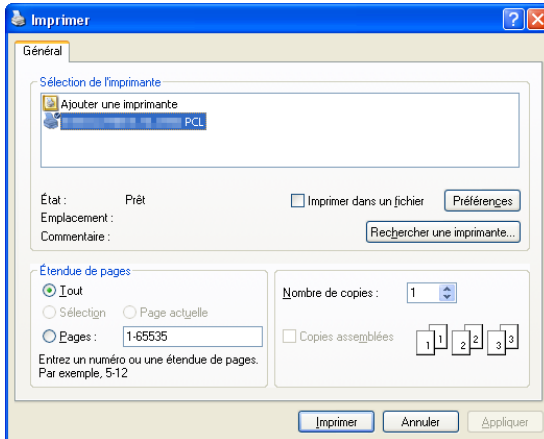 Imprimer
Général
Sélection de l'imprimante
Ajouter une imprimante
PCL
État : Prêt
Emplacement :
Commentaire :
Imprimer dans un fichier
Préférences
Rechercher une imprimante...
Étendue de pages
Tout
Sélection Page actuelle
Pages : 1-65535
Entrez un numéro ou une étendue de pages.
Par exemple, 5-12
Nombre de copies : 1
Copies assemblées
1 1 2 2 3 3
Imprimer Annuler Appliquer